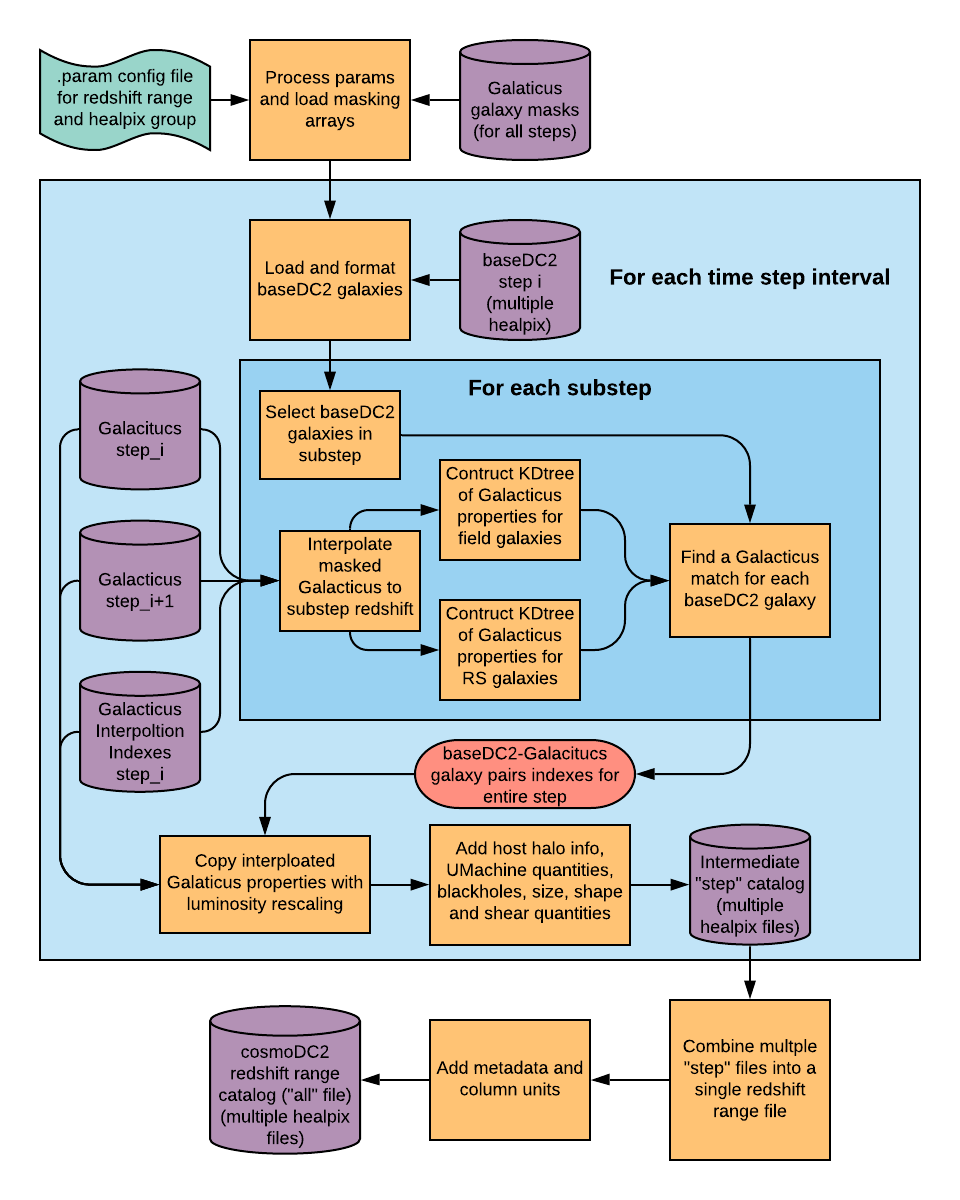 .param config file
for redshift range
and healpix group
Process params
and load masking
arrays
Galaticus
galaxy masks
(for all steps)
Load and format
baseDC2 galaxies
baseDC2
step i
(multiple
healpix)
For each time step interval
For each substep
Select baseDC2
galaxies in
substep
Galacitucs
step_i
Contruct KDtree
of Galacticus
properties for
field galaxies
Galacticus
step_i+1
Interpolate
masked
Galacticus to
substep redshift
Find a Galacticus
match for each
baseDC2 galaxy
Contruct KDtree
of Galacticus
properties for
RS galaxies
Galacticus
Interpoltion
Indexes
step_i
baseDC2-Galacitucs
galaxy pairs indexes for
entire step
Copy interploated
Galaticus properties with
luminosity rescaling
Add host halo info,
UMachine quantities,
blackholes, size, shape
and shear quantities
Intermediate
"step" catalog
(multiple
healpix files)
cosmoDC2
redshift range
catalog ("all" file)
(multiple healpix
files)
Add metadata and
column units
Combine multple
"step" files into a
single redshift
range file